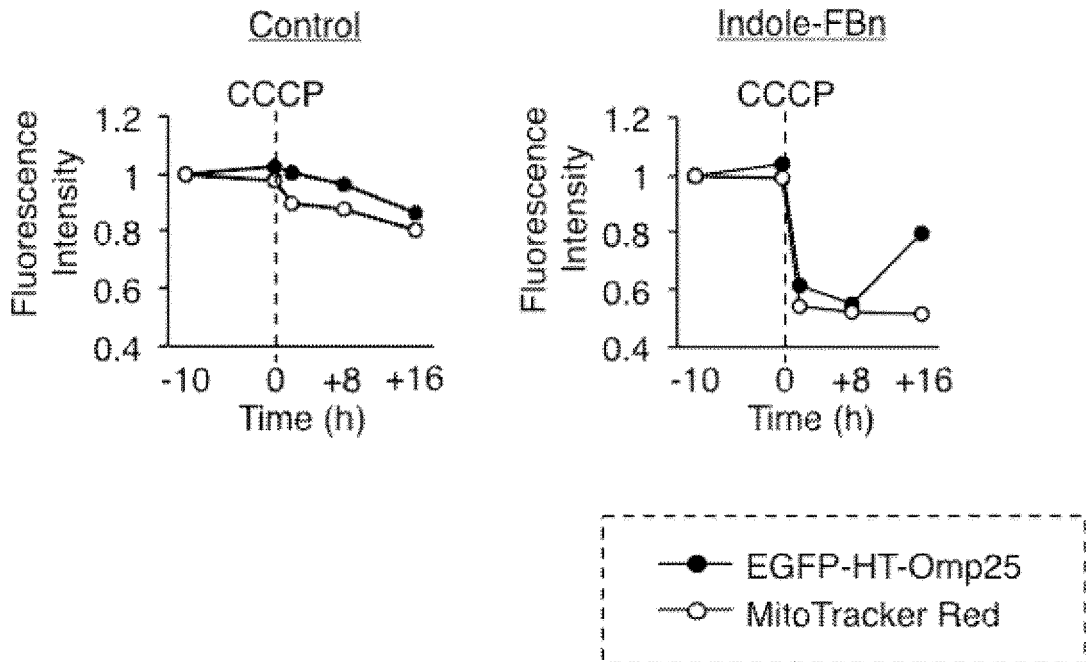 Control
CCCP
Fluorescence
Intensity
1.2
1
0.8
0.6
0.4
-10 0 +8 +16
Time (h)
Indole-FBn
CCCP
Fluorescence
Intensity
1.2
1
0.8
0.6
0.4
-10 0 +8 +16
Time (h)
EGFP-HT-Omp25
MitoTracker Red